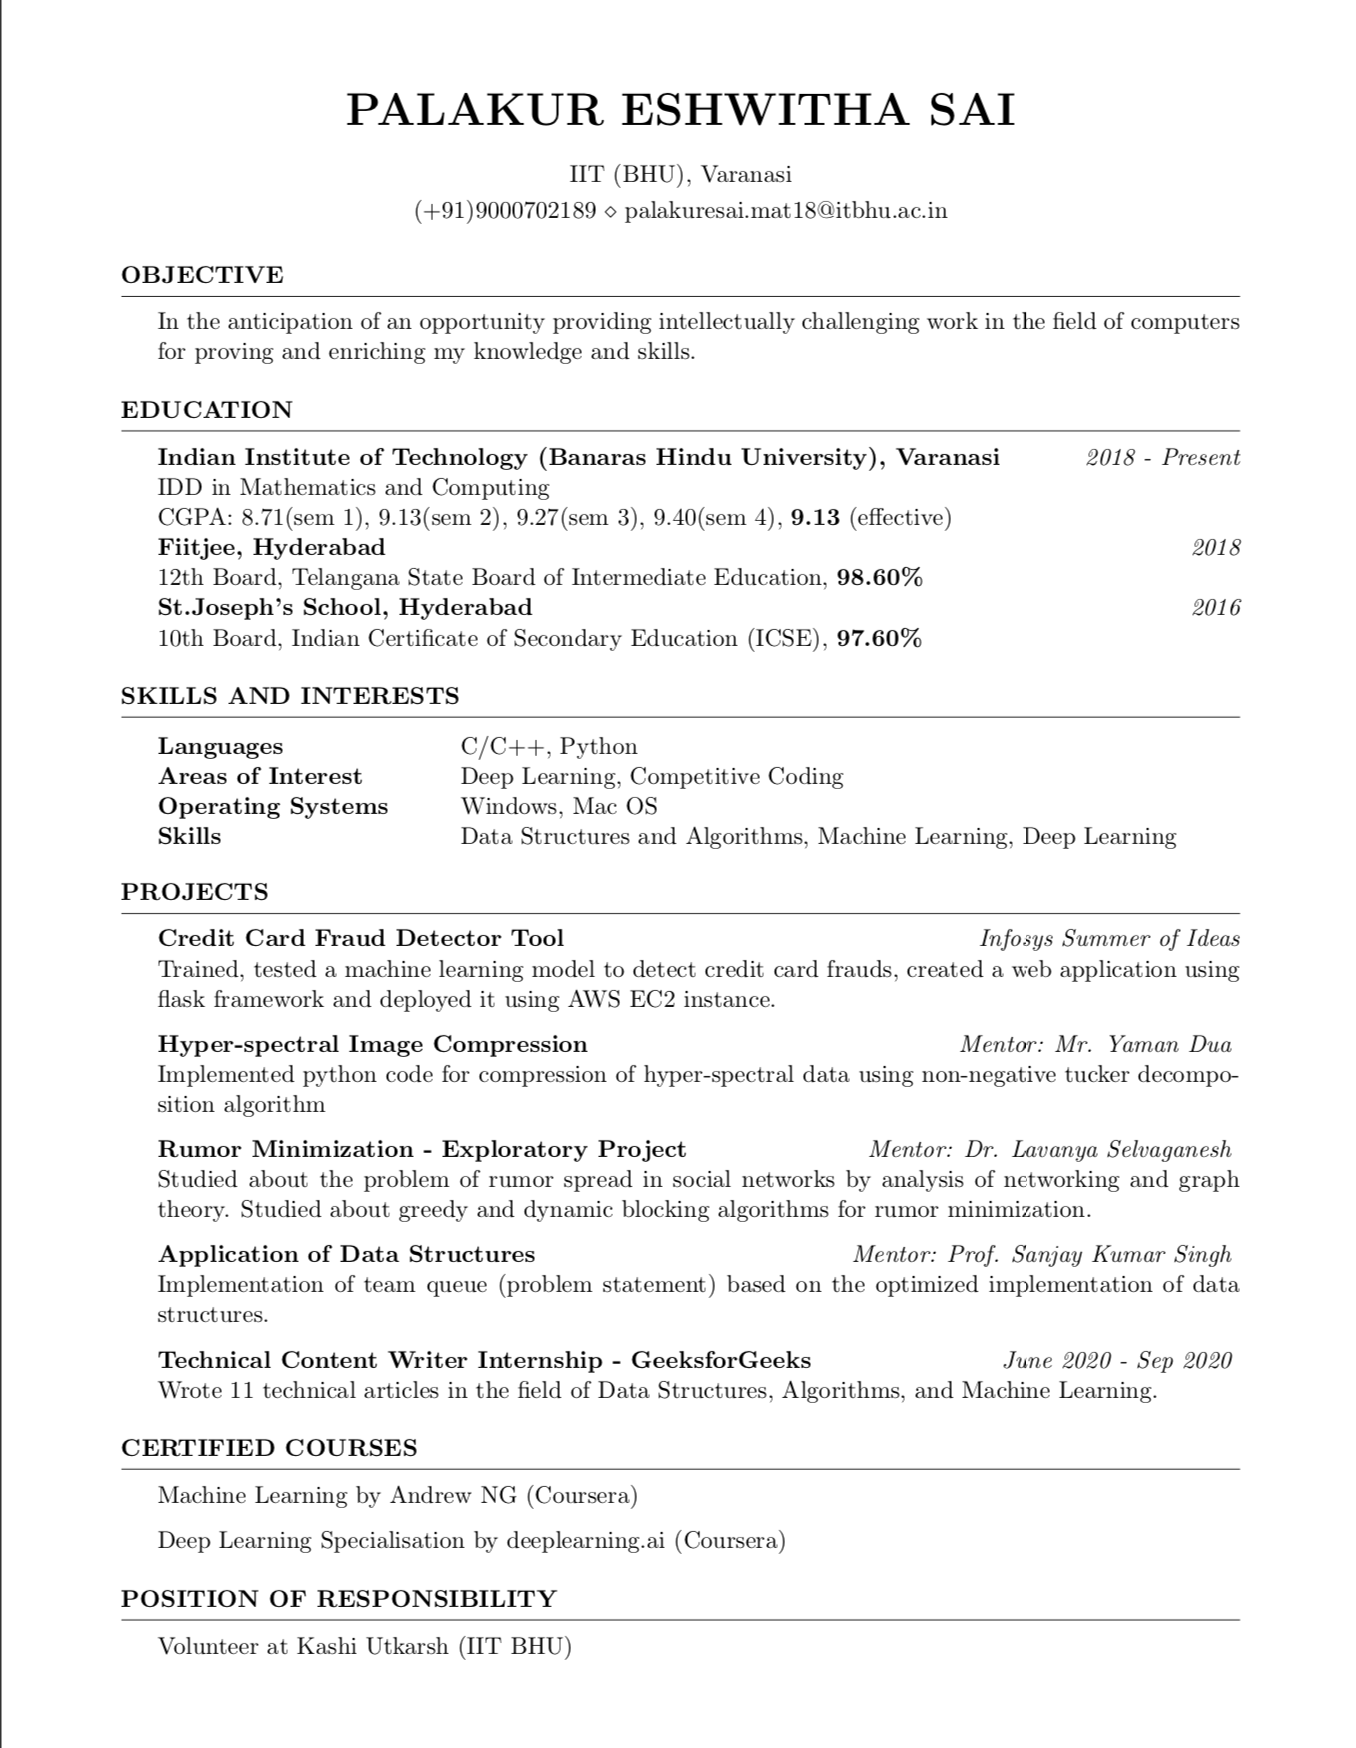 PALAKUR ESHWITHA SAI
IIT (BHU), Varanasi
(+91)9000702189 ⋄ palakuresai.mat18@itbhu.ac.in
OBJECTIVE
In the anticipation of an opportunity providing intellectually challenging work in the field of computers
for proving and enriching my knowledge and skills.
EDUCATION
Indian Institute of Technology (Banaras Hindu University), Varanasi 2018 - Present
IDD in Mathematics and Computing
CGPA: 8.71(sem 1), 9.13(sem 2), 9.27(sem 3), 9.40(sem 4), 9.13 (effective)
Fiitjee, Hyderabad 2018
12th Board, Telangana State Board of Intermediate Education, 98.60%
St.Joseph's School, Hyderabad 2016
10th Board, Indian Certificate of Secondary Education (ICSE), 97.60%
SKILLS AND INTERESTS
Languages C/C++, Python
Areas of Interest Deep Learning, Competitive Coding
Operating Systems Windows, Mac OS
Skills Data Structures and Algorithms, Machine Learning, Deep Learning
PROJECTS
Credit Card Fraud Detector Tool Infosys Summer of Ideas
Trained, tested a machine learning model to detect credit card frauds, created a web application using
flask framework and deployed it using AWS EC2 instance.
Hyper-spectral Image Compression Mentor: Mr. Yaman Dua
Implemented python code for compression of hyper-spectral data using non-negative tucker decompo-
sition algorithm
Rumor Minimization - Exploratory Project Mentor: Dr. Lavanya Selvaganesh
Studied about the problem of rumor spread in social networks by analysis of networking and graph
theory. Studied about greedy and dynamic blocking algorithms for rumor minimization.
Application of Data Structures Mentor: Prof. Sanjay Kumar Singh
Implementation of team queue (problem statement) based on the optimized implementation of data
structures.
Technical Content Writer Internship - GeeksforGeeks June 2020 - Sep 2020
Wrote 11 technical articles in the field of Data Structures, Algorithms, and Machine Learning.
CERTIFIED COURSES
Machine Learning by Andrew NG (Coursera)
Deep Learning Specialisation by deeplearning.ai (Coursera)
POSITION OF RESPONSIBILITY
Volunteer at Kashi Utkarsh (IIT BHU)